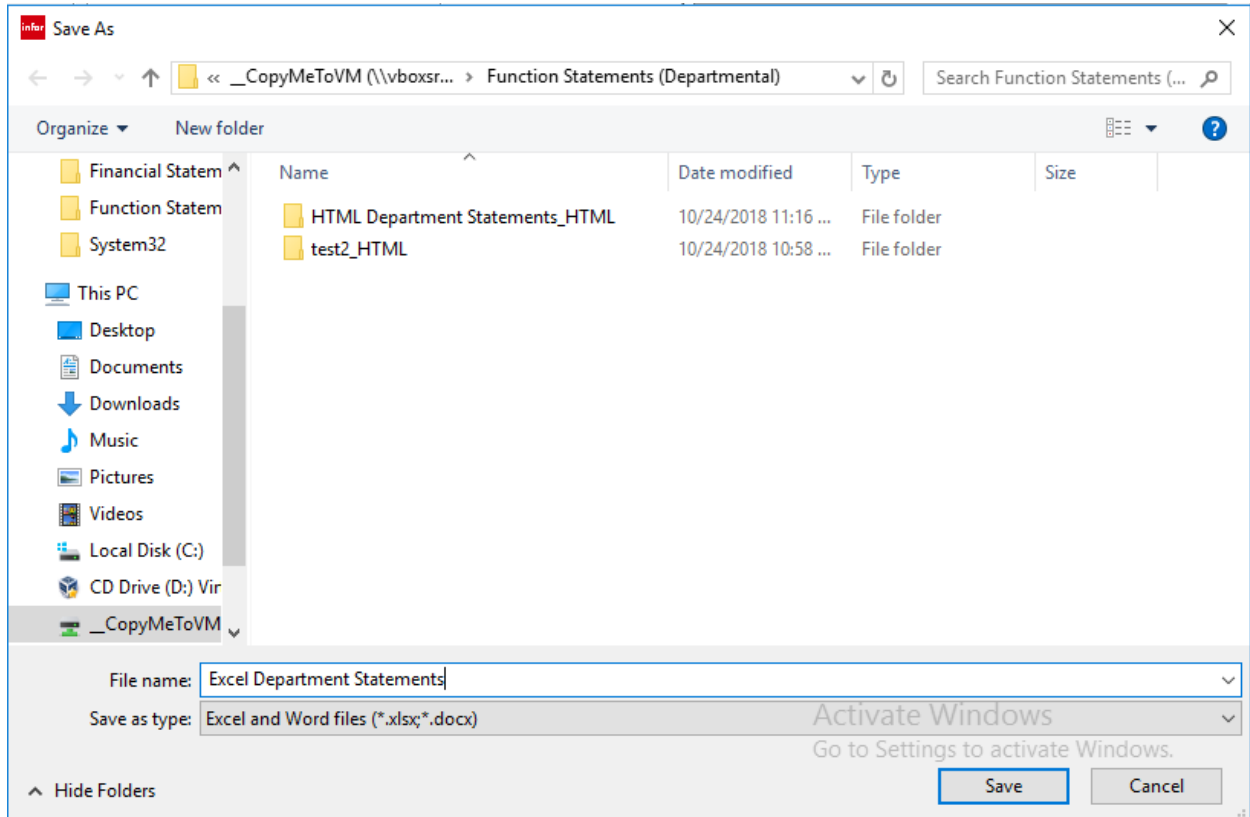 infor Save As
« __CopyMeToVM (\\vboxsr... > Function Statements (Departmental)
Search Function Statements (...
Organize
New folder
Name
Date modified
Type
Size
Financial Statem
Function Statem
System32
This PC
Desktop
Documents
Downloads
Music
Pictures
Videos
Local Disk (C:)
CD Drive (D:) Vir
__CopyMeToVM
HTML Department Statements_HTML 10/24/2018 11:16 ... File folder
test2_HTML 10/24/2018 10:58 ... File folder
File name: Excel Department Statements
Save as type: Excel and Word files (*.xlsx;*.docx)
Activate Windows
Go to Settings to activate Windows.
Hide Folders
Save
Cancel